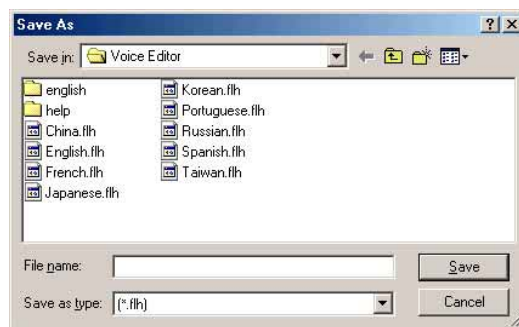 Save As
Save in: Voice Editor
english
help
China.flh
English.flh
French.flh
Japanese.flh
Korean.flh
Portuguese.flh
Russian.flh
Spanish.flh
Taiwan.flh
File name:
Save
Save as type: (*.flh)
Cancel